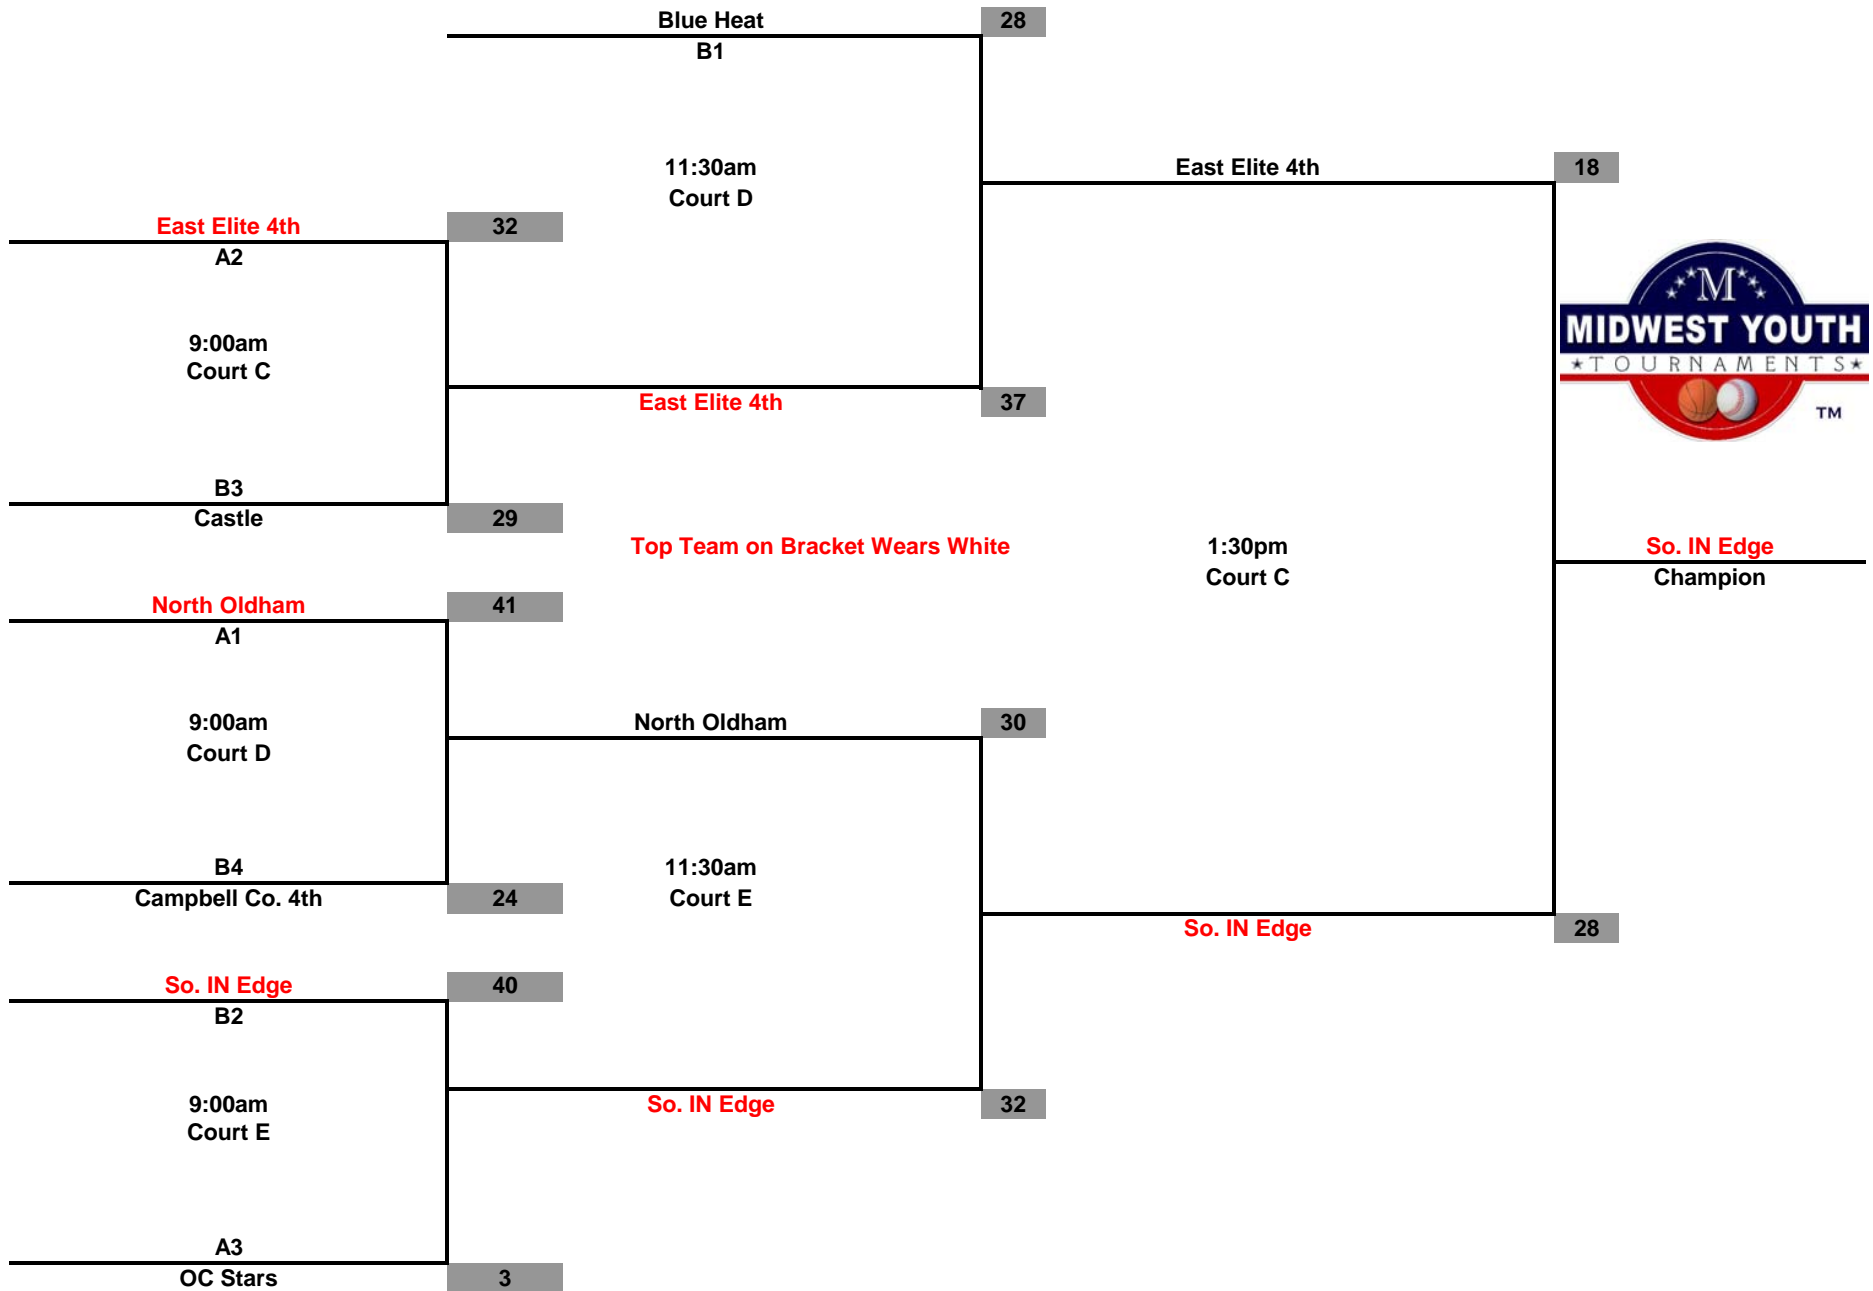 Blue Heat 28
B1
11:30am
Court D
East Elite 4th 18
East Elite 4th 32
A2
9:00am
Court C
East Elite 4th 37
B3
Castle 29
M
MIDWEST YOUTH
TOURNAMENTS
TM
Top Team on Bracket Wears White
1:30pm
Court C
So. IN Edge
Champion
North Oldham 41
A1
9:00am
Court D
North Oldham 30
B4
Campbell Co. 4th 24
11:30am
Court E
So. IN Edge 28
So. IN Edge 40
B2
9:00am
Court E
So. IN Edge 32
A3
OC Stars 3